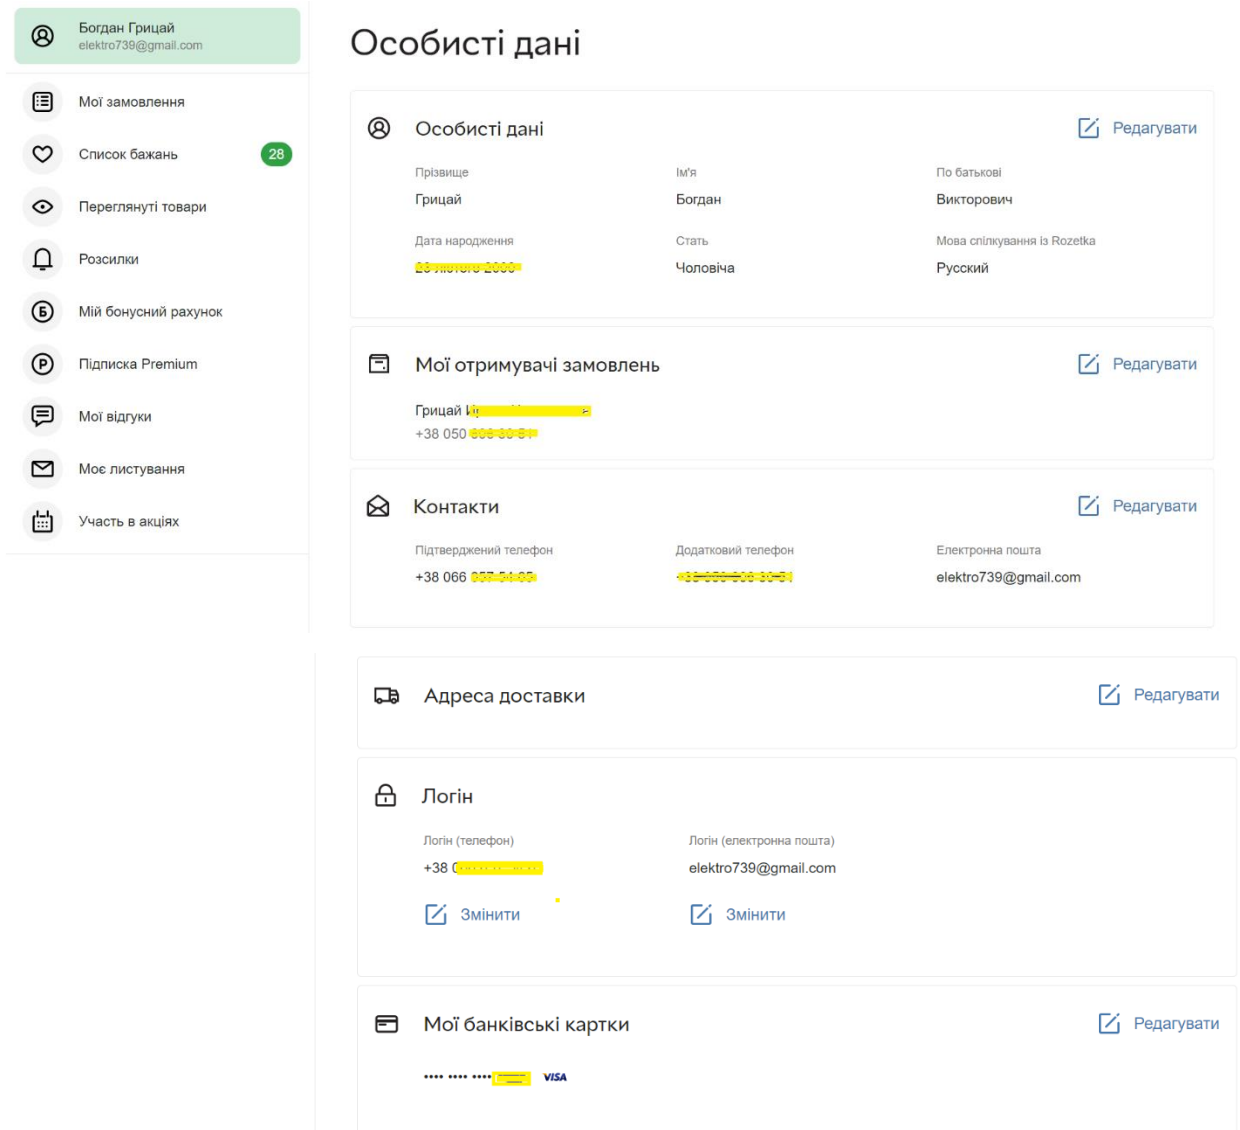 Богдан Грицай
elektro739@gmail.com
Мої замовлення
Список бажань 28
Переглянуті товари
Розсилки
Мій бонусний рахунок
Підписка Premium
Мої відгуки
Моє листування
Участь в акціях
Особисті дані
Особисті дані Редагувати
Прізвище Ім'я По батькові
Грицай Богдан Викторович
Дата народження Стать Мова спілкування із Rozetka
Чоловіча Русский
Мої отримувачі замовлень Редагувати
Грицай
+38 050
Контакти Редагувати
Підтверджений телефон Додатковий телефон Електронна пошта
+38 066 elektro739@gmail.com
Адреса доставки Редагувати
Логін
Логін (телефон) Логін (електронна пошта)
+38 elektro739@gmail.com
Змінити Змінити
Мої банківські картки Редагувати
•••• •••• •••• VISA